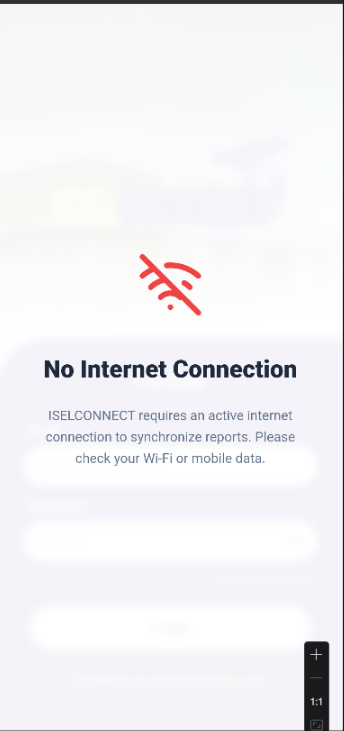 No Internet Connection
ISELCONNECT requires an active internet
connection to synchronize reports. Please
check your Wi-Fi or mobile data.
1:1